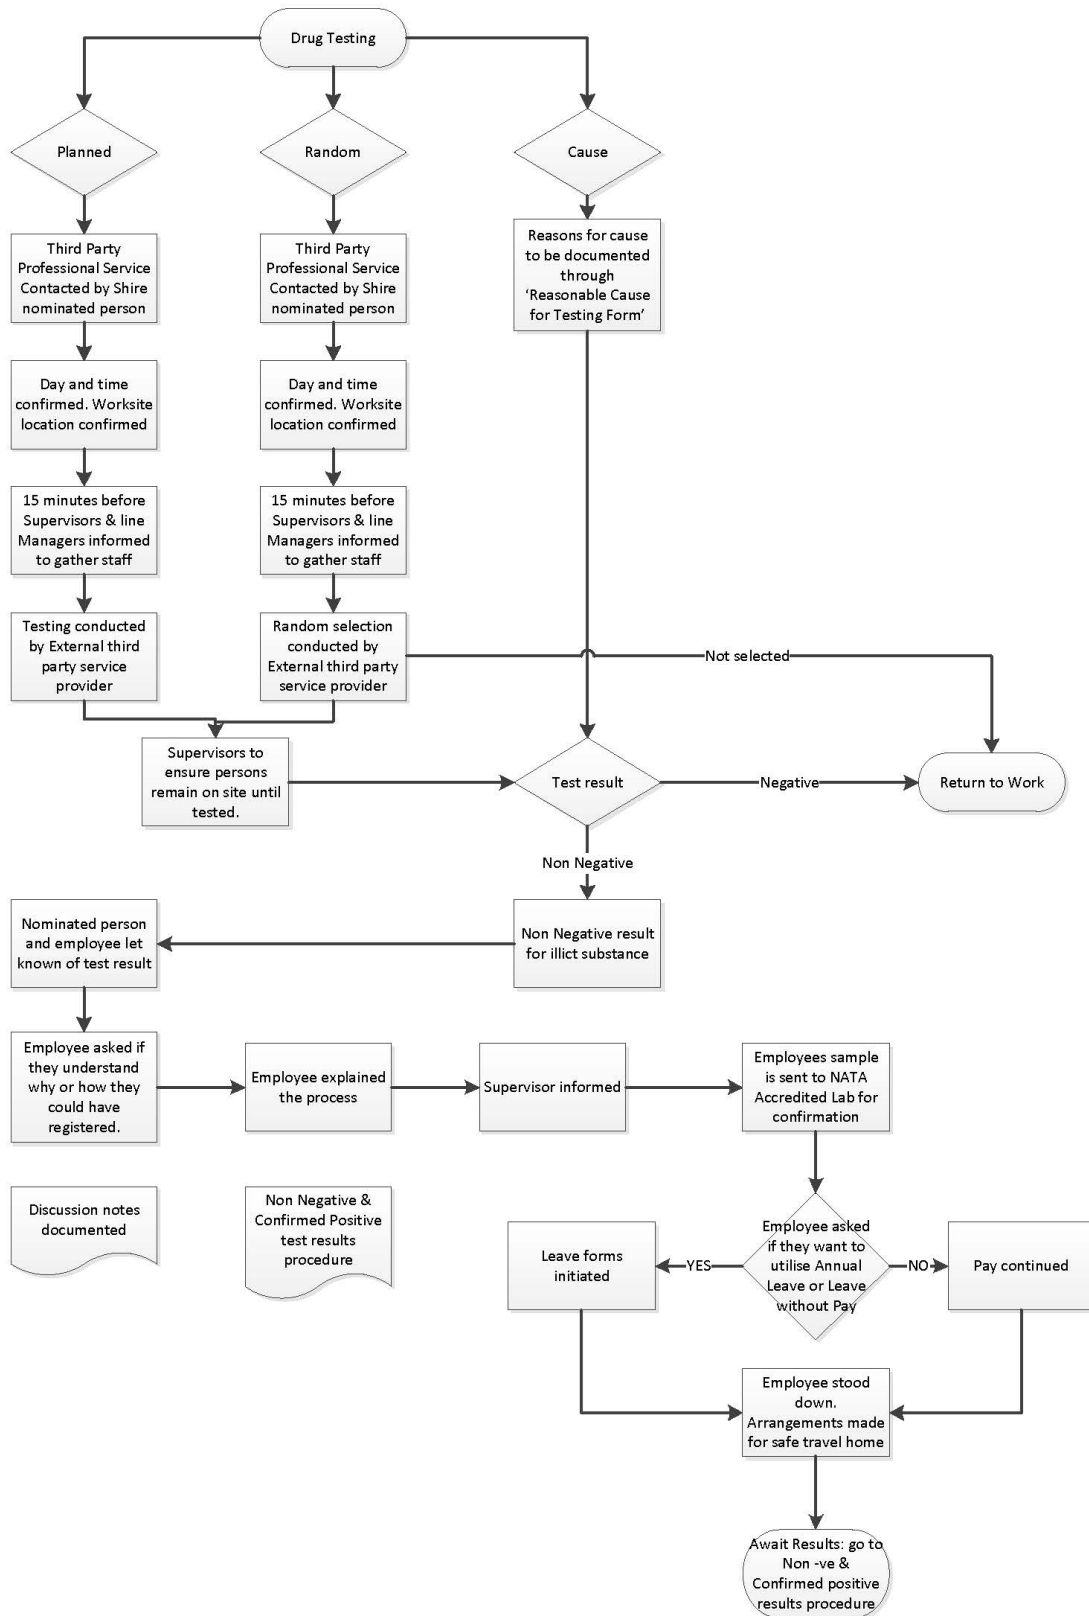 Drug Testing
Planned
Random
Cause
Third Party
Professional Service
Contacted by Shire
nominated person
Third Party
Professional Service
Contacted by Shire
nominated person
Reasons for cause
to be documented
through
‘Reasonable Cause
for Testing Form’
Day and time
confirmed. Worksite
location confirmed
Day and time
confirmed. Worksite
location confirmed
15 minutes before
Supervisors & line
Managers informed
to gather staff
15 minutes before
Supervisors & line
Managers informed
to gather staff
Testing conducted
by External third
party service
provider
Random selection
conducted by
External third party
service provider
Not selected
Supervisors to
ensure persons
remain on site until
tested.
Test result
Negative
Return to Work
Non Negative
Nominated person
and employee let
known of test result
Non Negative result
for illict substance
Employee asked if
they understand
why or how they
could have
registered.
Employee explained
the process
Supervisor informed
Employees sample
is sent to NATA
Accredited Lab for
confirmation
Discussion notes
documented
Non Negative &
Confirmed Positive
test results
procedure
Leave forms
initiated
YES
Employee asked
if they want to
utilise Annual
Leave or Leave
without Pay
NO
Pay continued
Employee stood
down.
Arrangements made
for safe travel home
Await Results: go to
Non -ve &
Confirmed positive
results procedure